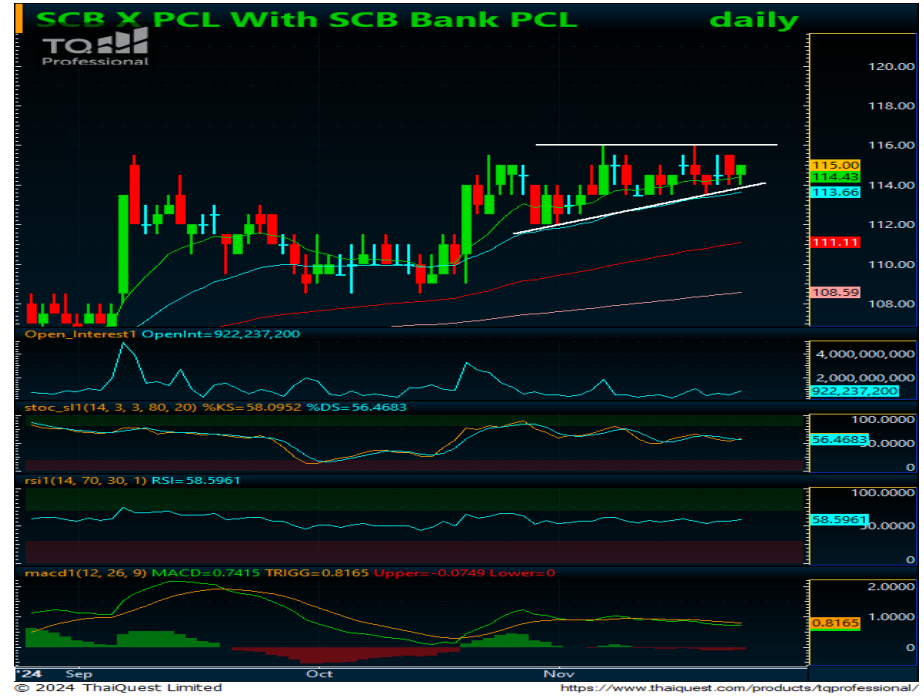 SCB X PCL With SCB Bank PCL daily
TQ
Professional
120.00
118.00
116.00
115.00
114.43
114.00
113.66
112.00
111.11
110.00
108.59
108.00
Open_Interest1 OpenInt=922,237,200
4,000,000,000
2,000,000,000
922,237,200
stoc_sl1(14, 3, 3, 80, 20) %KS=58.0952 %DS=56.4683
100.0000
56.4683
0
rsi1(14, 70, 30, 1) RSI=58.5961
100.0000
58.5961
0
macd1(12, 26, 9) MACD=0.7415 TRIGG=0.8165 Upper=-0.0749 Lower=0
2.0000
1.0000
0.8165
0
'24 Sep Oct Nov
© 2024 ThaiQuest Limited https://www.thaiquest.com/products/tqprofessional/